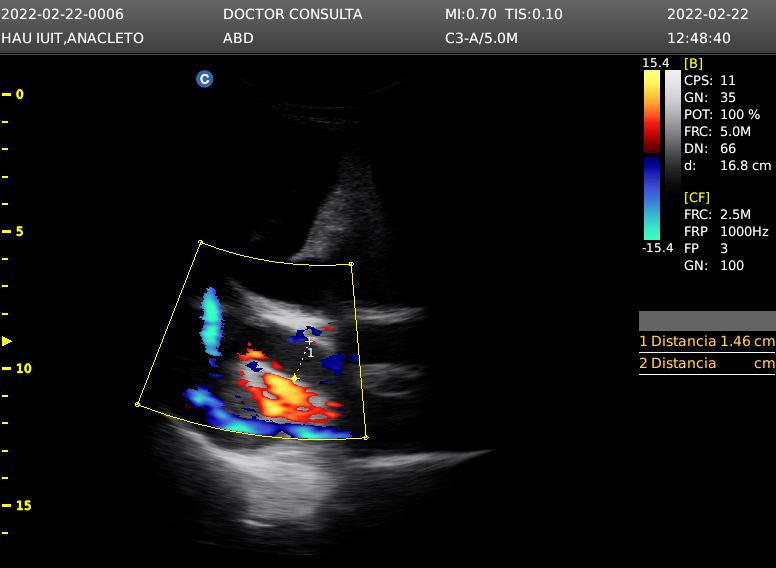 2022-02-22-0006 DOCTOR CONSULTA MI:0.70 TIS:0.10 2022-02-22
HAU IUIT,ANACLETO ABD C3-A/5.0M 12:48:40
C
0
5
10
15
1
15.4
-15.4
[B]
CPS: 11
GN: 35
POT: 100 %
FRC: 5.0M
DN: 66
d: 16.8 cm
[CF]
FRC: 2.5M
FRP 1000Hz
FP 3
GN: 100
1 Distancia 1.46 cm
2 Distancia cm